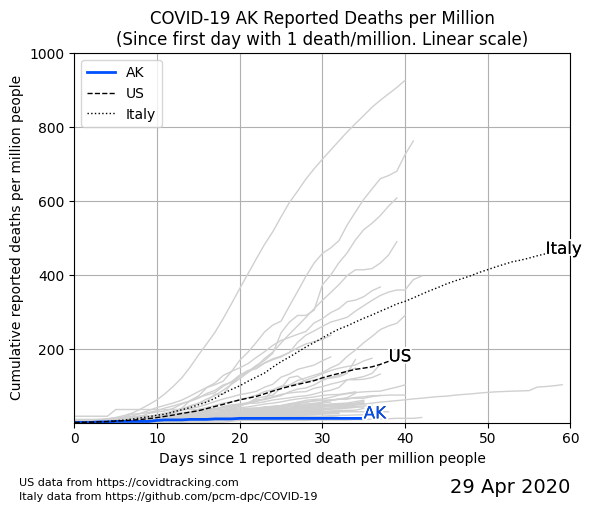 COVID-19 AK Reported Deaths per Million
(Since first day with 1 death/million. Linear scale)
Cumulative reported deaths per million people
1000
800
600
400
200
AK
US
Italy
Italy
US
AK
0
10
20
30
40
50
60
Days since 1 reported death per million people
US data from https://covidtracking.com
Italy data from https://github.com/pcm-dpc/COVID-19
29 Apr 2020